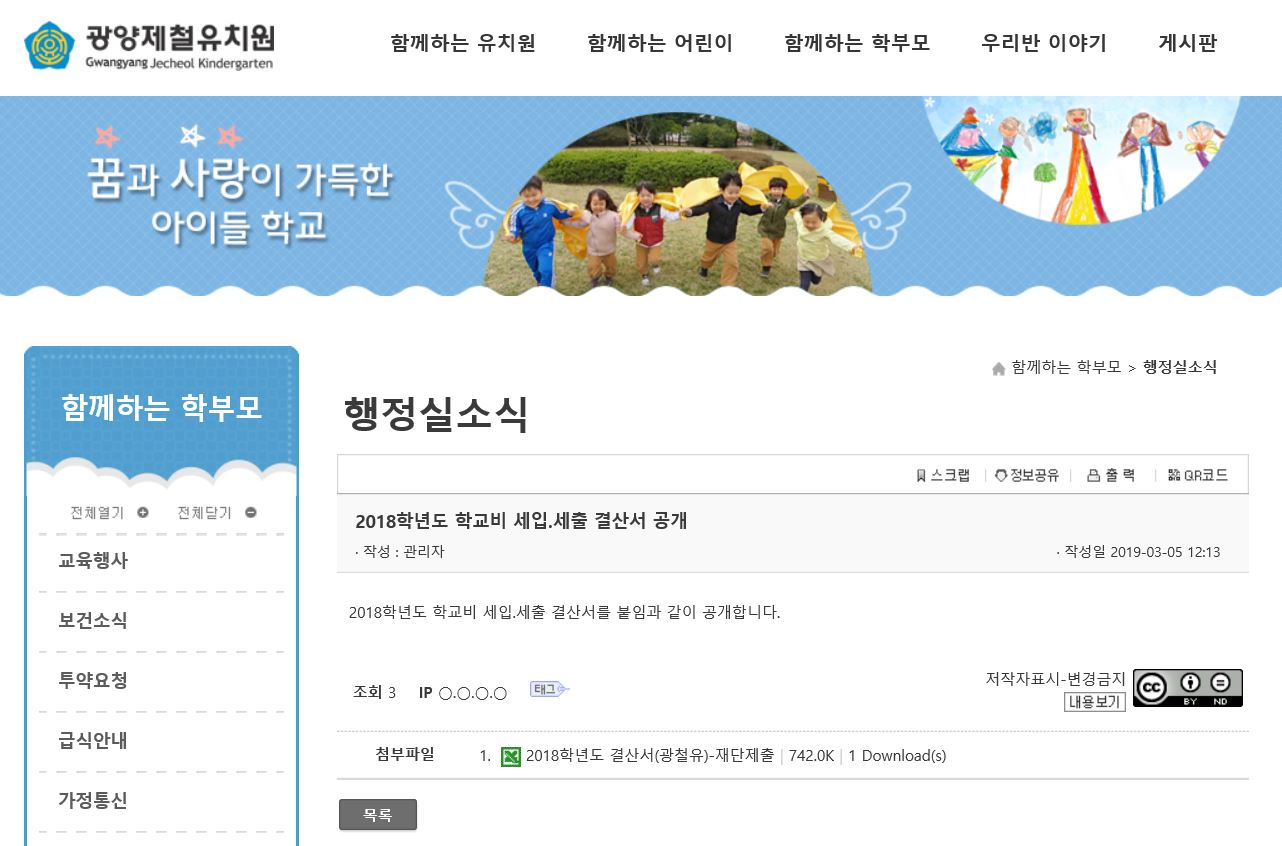 광양제철유치원
Gwangyang Jecheol Kindergarten
함께하는 유치원 함께하는 어린이 함께하는 학부모 우리반 이야기 게시판
꿈과 사랑이 가득한
아이들 학교
함께하는 학부모
전체열기 전체닫기
교육행사
보건소식
투약요청
급식안내
가정통신
함께하는 학부모 > 행정실소식
행정실소식
스크랩 | 정보공유 | 출력 | QR코드
2018학년도 학교비 세입.세출 결산서 공개
· 작성 : 관리자 · 작성일 2019-03-05 12:13
2018학년도 학교비 세입.세출 결산서를 붙임과 같이 공개합니다.
조회 3 IP ○.○.○.○ 태그
저작자표시-변경금지
내용보기
cc BY ND
첨부파일 1. 2018학년도 결산서(광철유)-재단제출 | 742.0K | 1 Download(s)
목록